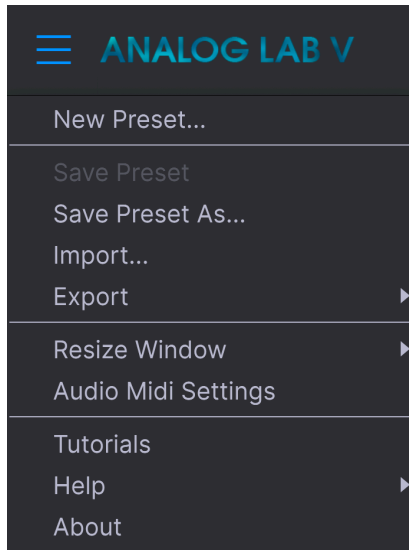 ANALOG LAB V
New Preset...
Save Preset
Save Preset As...
Import...
Export
Resize Window
Audio Midi Settings
Tutorials
Help
About